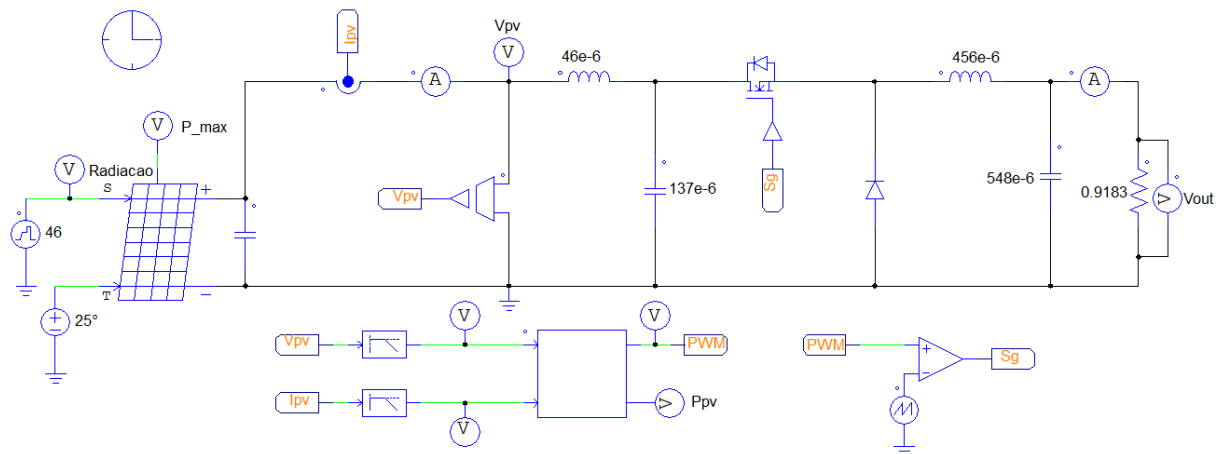 Ipv
Vpv
V
A
46e-6
456e-6
A
V
P_max
V
Radiacao
S
+
46
T
−
25°
Vpv
137e-6
Sg
548e-6
0.9183
V
Vout
V
V
Vpv
PWM
Ipv
V
V
Ppv
PWM
+
−
Sg